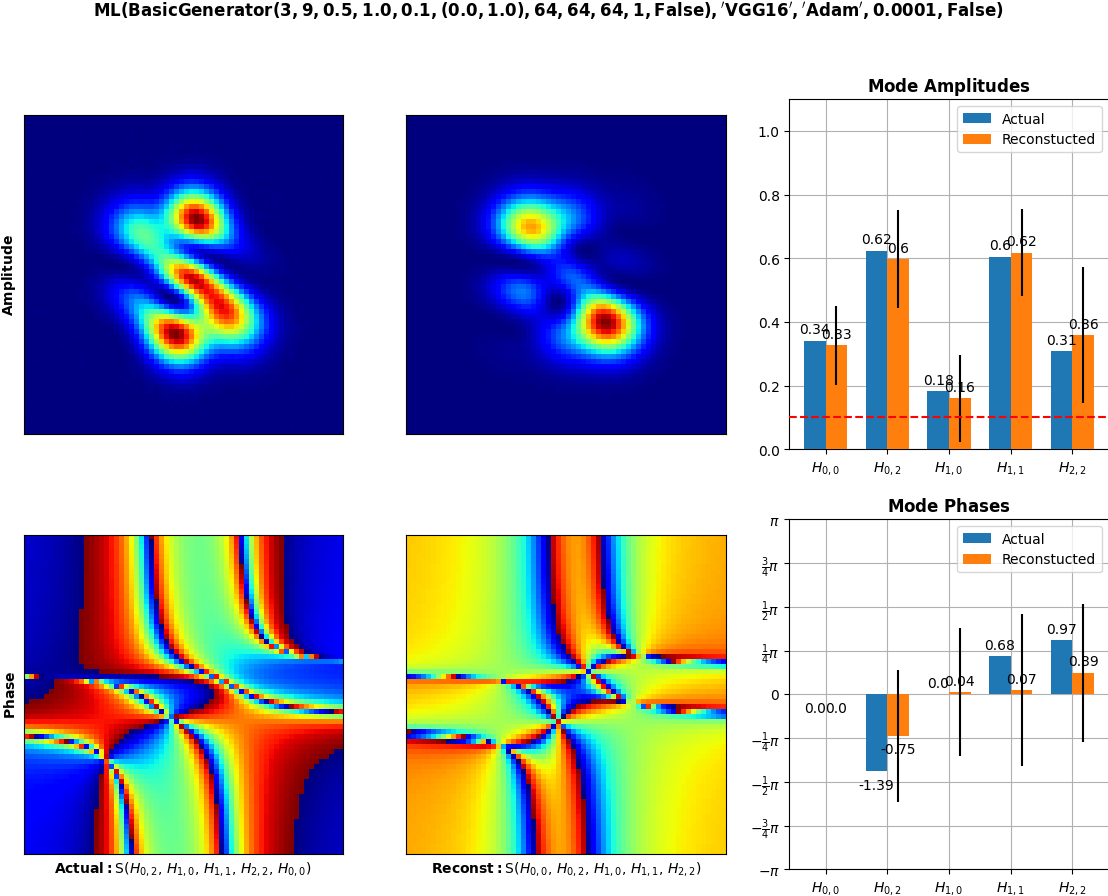 ML(BasicGenerator(3, 9, 0.5, 1.0, 0.1, (0.0, 1.0), 64, 64, 64, 1, False), ′VGG16′, ′Adam′, 0.0001, False)
Amplitude
Mode Amplitudes
Actual
Reconstucted
1.0
0.8
0.6
0.4
0.2
0.0
0.34
0.33
0.62
0.6
0.18
0.16
0.6
0.62
0.31
0.36
H0,0
H0,2
H1,0
H1,1
H2,2
Phase
Actual: S(H0,2, H1,0, H1,1, H2,2, H0,0)
Reconst: S(H0,0, H0,2, H1,0, H1,1, H2,2)
Mode Phases
Actual
Reconstucted
π
3/4π
1/2π
1/4π
0
−1/4π
−1/2π
−3/4π
−π
0.0
0.0
-1.39
-0.75
0.0
0.04
0.68
0.07
0.97
0.39
H0,0
H0,2
H1,0
H1,1
H2,2